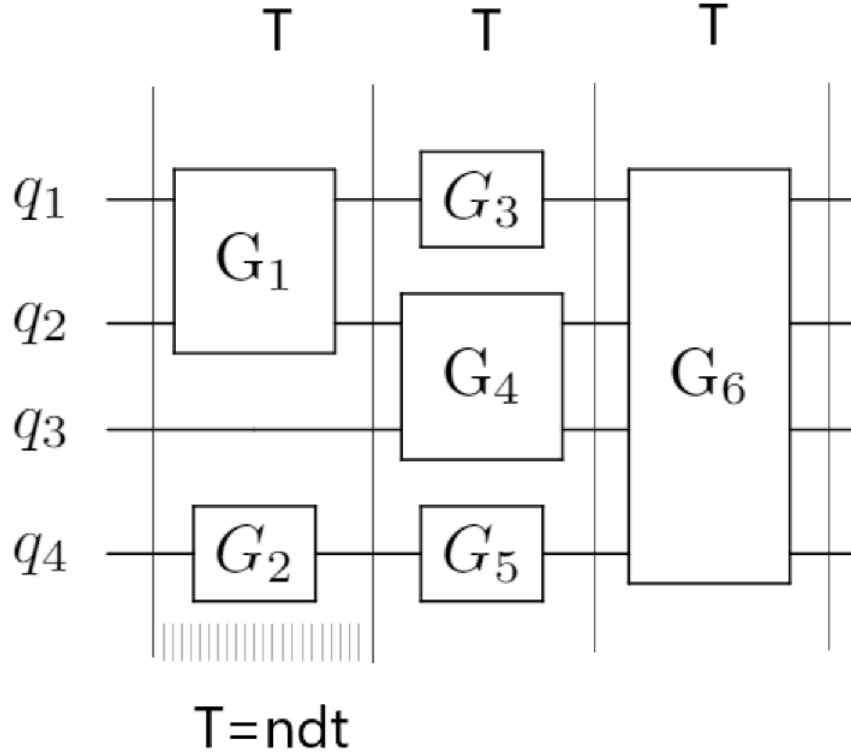 T T T
q₁ G₁ G₃ G₆
q₂ G₄
q₃
q₄ G₂ G₅
T=ndt